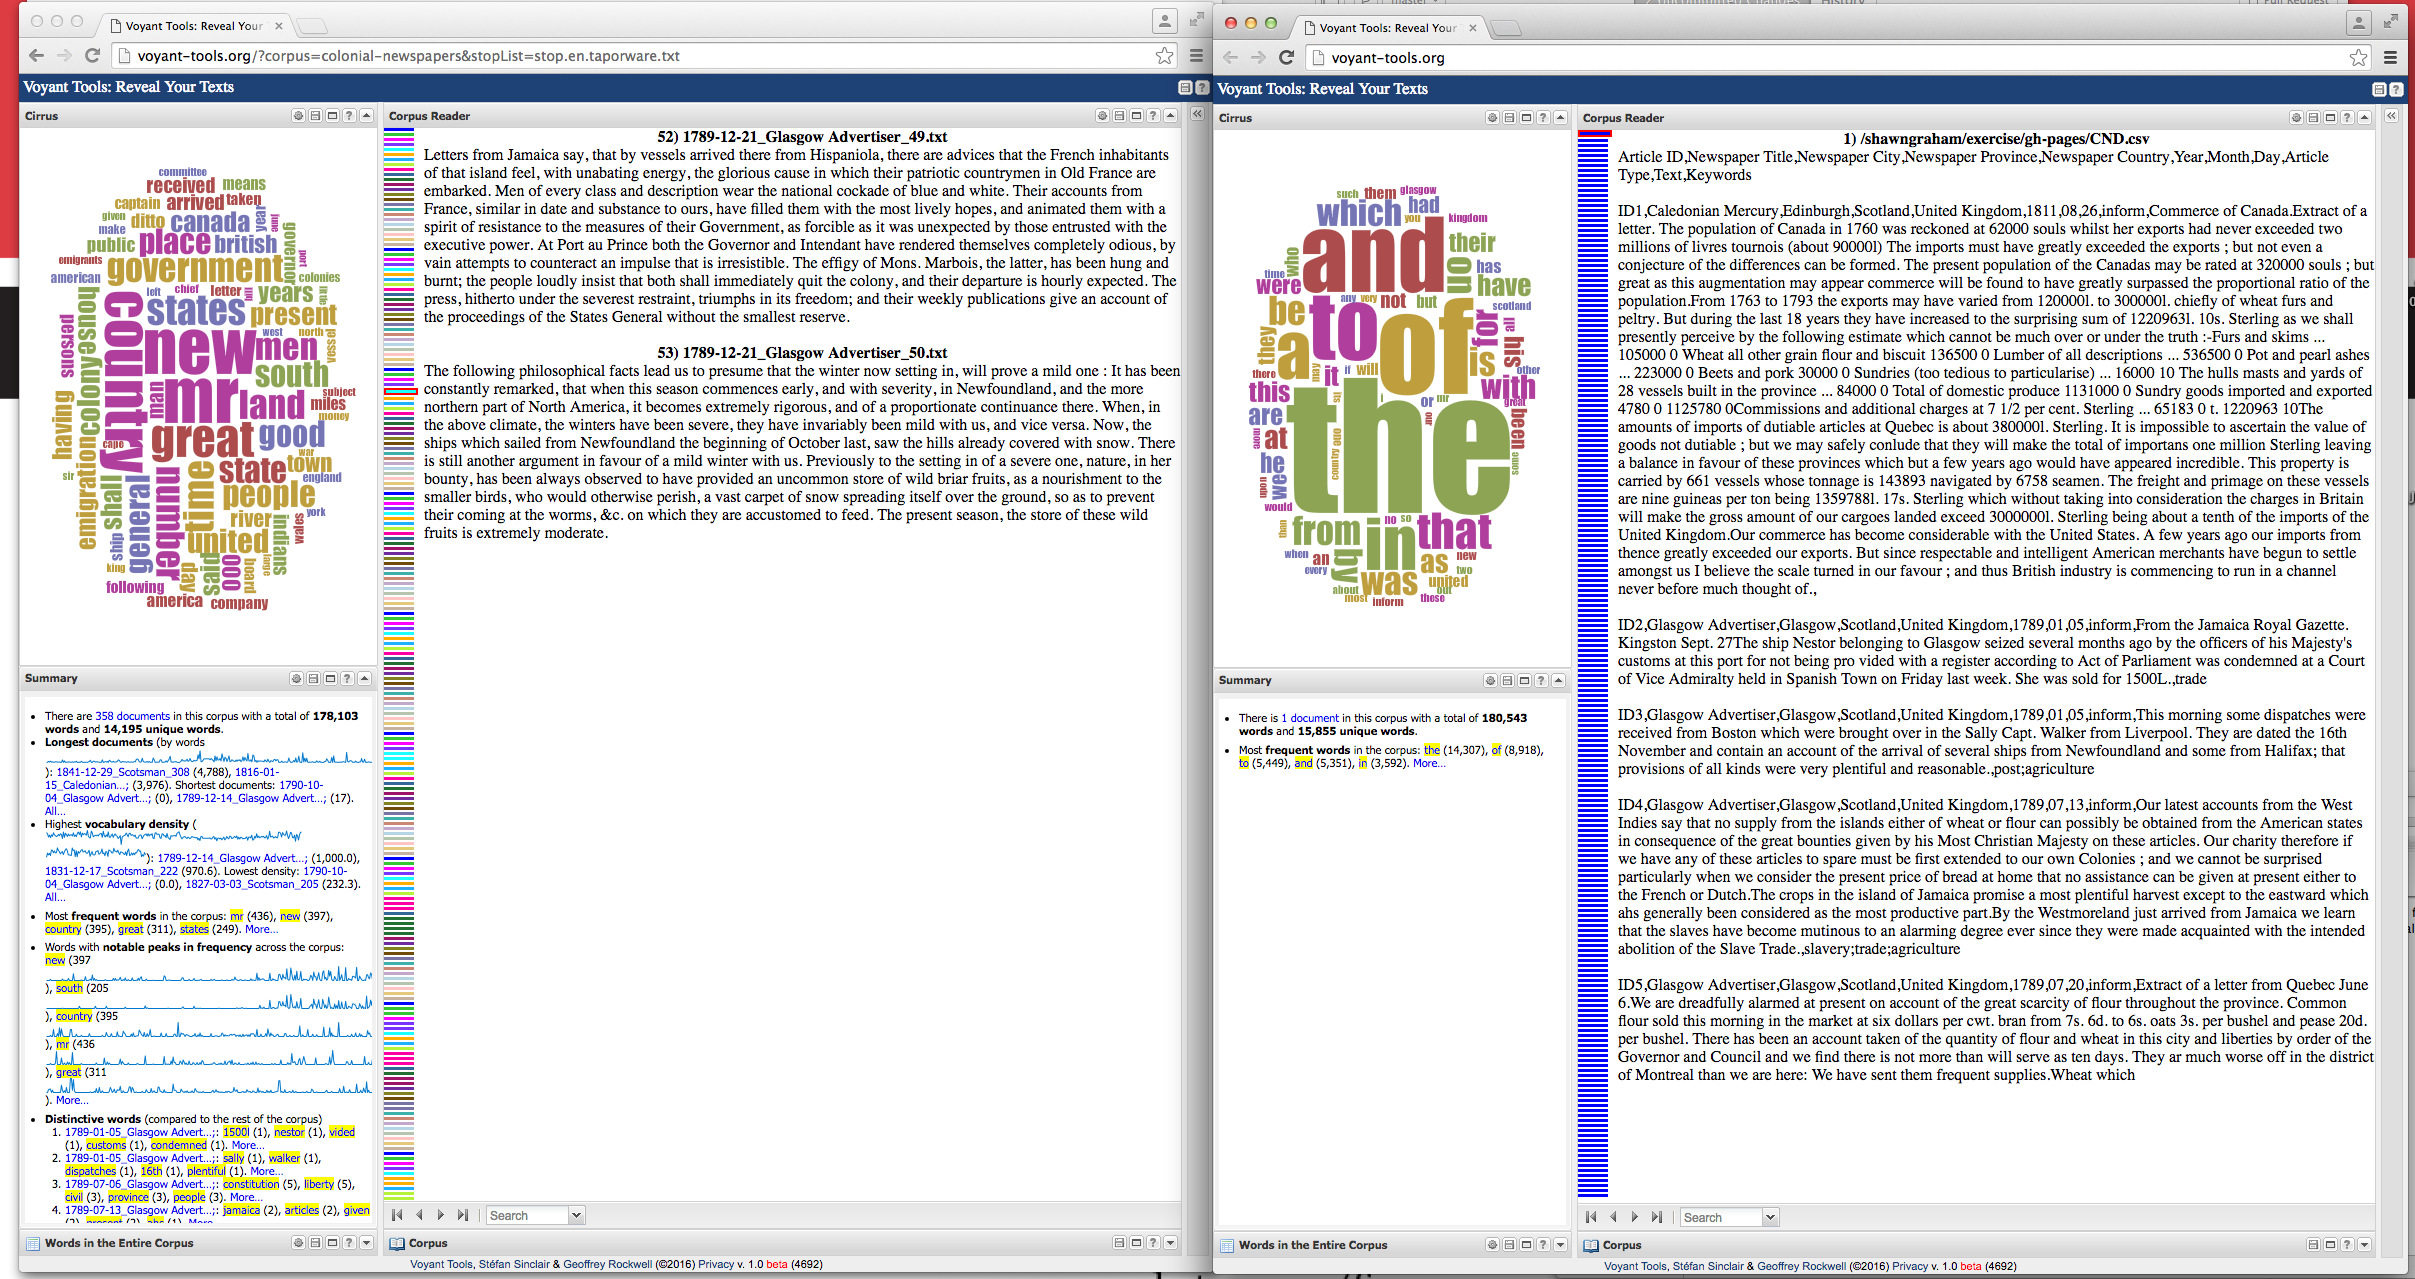 Voyant Tools: Reveal Your
voyant-tools.org/?corpus=colonial-newspapers&stopList=stop.en.taporware.txt
Voyant Tools: Reveal Your Texts
Cirrus
committee
received means
captain arrived taken
given ditto canada year
make
public place british governor
emigrants
american government colonies
left chief letter bill years
states present
country new men
west north vessel
persons house colony
mr land miles
subject
money
having man south
great good
cape
war
emigration state town
sir
shall number time people england
general
river york
ship united indians wales
king
following day places 000 board large
america company
Summary
There are 358 documents in this corpus with a total of 178,103
words and 14,195 unique words.
Longest documents (by words
): 1841-12-29_Scotsman_308 (4,788), 1816-01-
15_Caledonian...; (3,976). Shortest documents: 1790-10-
04_Glasgow Advert...; (0), 1789-12-14_Glasgow Advert...; (17).
All...
Highest vocabulary density (
): 1789-12-14_Glasgow Advert...; (1,000.0),
1831-12-17_Scotsman_222 (970.6). Lowest density: 1790-10-
04_Glasgow Advert...; (0.0), 1827-03-03_Scotsman_205 (232.3).
All...
Most frequent words in the corpus: mr (436), new (397),
country (395), great (311), states (249). More...
Words with notable peaks in frequency across the corpus:
new (397
), south (205
), country (395
), mr (436
), great (311
). More...
Distinctive words (compared to the rest of the corpus)
1. 1789-01-05_Glasgow Advert...;: 1500l (1), nestor (1), vided
(1), customs (1), condemned (1). More...
2. 1789-01-05_Glasgow Advert...;: sally (1), walker (1),
dispatches (1), 16th (1), plentiful (1). More...
3. 1789-07-06_Glasgow Advert...;: constitution (5), liberty (5),
civil (3), province (3), people (3). More...
4. 1789-07-13_Glasgow Advert...;: jamaica (2), articles (2), given
(2), present (2), ahs (1). More...
Words in the Entire Corpus
Corpus Reader
52) 1789-12-21_Glasgow Advertiser_49.txt
Letters from Jamaica say, that by vessels arrived there from Hispaniola, there are advices that the French inhabitants
of that island feel, with unabating energy, the glorious cause in which their patriotic countrymen in Old France are
embarked. Men of every class and description wear the national cockade of blue and white. Their accounts from
France, similar in date and substance to ours, have filled them with the most lively hopes, and animated them with a
spirit of resistance to the measures of their Government, as forcible as it was unexpected by those entrusted with the
executive power. At Port au Prince both the Governor and Intendant have rendered themselves completely odious, by
vain attempts to counteract an impulse that is irresistible. The effigy of Mons. Marbois, the latter, has been hung and
burnt; the people loudly insist that both shall immediately quit the colony, and their departure is hourly expected. The
press, hitherto under the severest restraint, triumphs in its freedom; and their weekly publications give an account of
the proceedings of the States General without the smallest reserve.
53) 1789-12-21_Glasgow Advertiser_50.txt
The following philosophical facts lead us to presume that the winter now setting in, will prove a mild one : It has been
constantly remarked, that when this season commences early, and with severity, in Newfoundland, and the more
northern part of North America, it becomes extremely rigorous, and of a proportionate continuance there. When, in
the above climate, the winters have been severe, they have invariably been mild with us, and vice versa. Now, the
ships which sailed from Newfoundland the beginning of October last, saw the hills already covered with snow. There
is still another argument in favour of a mild winter with us. Previously to the setting in of a severe one, nature, in her
bounty, has been always observed to have provided an uncommon store of wild briar fruits, as a nourishment to the
smaller birds, who would otherwise perish, a vast carpet of snow spreading itself over the ground, so as to prevent
their coming at the worms, &c. on which they are accustomed to feed. The present season, the store of these wild
fruits is extremely moderate.
Search
Corpus
Voyant Tools, Stéfan Sinclair & Geoffrey Rockwell (©2016) Privacy v. 1.0 beta (4692)
Voyant Tools: Reveal Your
voyant-tools.org
Voyant Tools: Reveal Your Texts
Cirrus
such them glasgow
which had
you kingdom
who and on their
time has
were any very not but have
scotland
be to of for all
they a is his
there may it if will other
this its with
are or mr great
more at the been
he country one our some
upon we
would
than from in no so that
when an by as new
every was united two
about out
most inform these
Summary
There is 1 document in this corpus with a total of 180,543
words and 15,855 unique words.
Most frequent words in the corpus: the (14,307), of (8,918),
to (5,449), and (5,351), in (3,592). More...
Words in the Entire Corpus
Corpus Reader
1) /shawngraham/exercise/gh-pages/CND.csv
Article ID,Newspaper Title,Newspaper City,Newspaper Province,Newspaper Country,Year,Month,Day,Article
Type,Text,Keywords
ID1,Caledonian Mercury,Edinburgh,Scotland,United Kingdom,1811,08,26,inform,Commerce of Canada.Extract of a
letter. The population of Canada in 1760 was reckoned at 62000 souls whilst her exports had never exceeded two
millions of livres tournois (about 90000l) The imports must have greatly exceeded the exports ; but not even a
conjecture of the differences can be formed. The present population of the Canadas may be rated at 320000 souls ; but
great as this augmentation may appear commerce will be found to have greatly surpassed the proportional ratio of the
population.From 1763 to 1793 the exports may have varied from 120000l. to 300000l. chiefly of wheat furs and
peltry. But during the last 18 years they have increased to the surprising sum of 1220963l. 10s. Sterling as we shall
presently perceive by the following estimate which cannot be much over or under the truth :-Furs and skims ...
105000 0 Wheat all other grain flour and biscuit 136500 0 Lumber of all descriptions ... 536500 0 Pot and pearl ashes
... 223000 0 Beets and pork 30000 0 Sundries (too tedious to particularise) ... 16000 10 The hulls masts and yards of
28 vessels built in the province ... 84000 0 Total of domestic produce 1131000 0 Sundry goods imported and exported
4780 0 1125780 0Commissions and additional charges at 7 1/2 per cent. Sterling ... 65183 0 t. 1220963 10The
amounts of imports of dutiable articles at Quebec is about 380000l. Sterling. It is impossible to ascertain the value of
goods not dutiable ; but we may safely conlude that they will make the total of importans one million Sterling leaving
a balance in favour of these provinces which but a few years ago would have appeared incredible. This property is
carried by 661 vessels whose tonnage is 143893 navigated by 6758 seamen. The freight and primage on these vessels
are nine guineas per ton being 1359788l. 17s. Sterling which without taking into consideration the charges in Britain
will make the gross amount of our cargoes landed exceed 3000000l. Sterling being about a tenth of the imports of the
United Kingdom.Our commerce has become considerable with the United States. A few years ago our imports from
thence greatly exceeded our exports. But since respectable and intelligent American merchants have begun to settle
amongst us I believe the scale turned in our favour ; and thus British industry is commencing to run in a channel
never before much thought of.,
ID2,Glasgow Advertiser,Glasgow,Scotland,United Kingdom,1789,01,05,inform,From the Jamaica Royal Gazette.
Kingston Sept. 27The ship Nestor belonging to Glasgow seized several months ago by the officers of his Majesty's
customs at this port for not being pro vided with a register according to Act of Parliament was condemned at a Court
of Vice Admiralty held in Spanish Town on Friday last week. She was sold for 1500L.,trade
ID3,Glasgow Advertiser,Glasgow,Scotland,United Kingdom,1789,01,05,inform,This morning some dispatches were
received from Boston which were brought over in the Sally Capt. Walker from Liverpool. They are dated the 16th
November and contain an account of the arrival of several ships from Newfoundland and some from Halifax; that
provisions of all kinds were very plentiful and reasonable.,post;agriculture
ID4,Glasgow Advertiser,Glasgow,Scotland,United Kingdom,1789,07,13,inform,Our latest accounts from the West
Indies say that no supply from the islands either of wheat or flour can possibly be obtained from the American states
in consequence of the great bounties given by his Most Christian Majesty on these articles. Our charity therefore if
we have any of these articles to spare must be first extended to our own Colonies ; and we cannot be surprised
particularly when we consider the present price of bread at home that no assistance can be given at present either to
the French or Dutch.The crops in the island of Jamaica promise a most plentiful harvest except to the eastward which
ahs generally been considered as the most productive part.By the Westmoreland just arrived from Jamaica we learn
that the slaves have become mutinous to an alarming degree ever since they were made acquainted with the intended
abolition of the Slave Trade.,slavery;trade;agriculture
ID5,Glasgow Advertiser,Glasgow,Scotland,United Kingdom,1789,07,20,inform,Extract of a letter from Quebec June
6.We are dreadfully alarmed at present on account of the great scarcity of flour throughout the province. Common
flour sold this morning in the market at six dollars per cwt. bran from 7s. 6d. to 6s. oats 3s. per bushel and pease 20d.
per bushel. There has been an account taken of the quantity of flour and wheat in this city and liberties by order of the
Governor and Council and we find there is not more than will serve as ten days. They ar much worse off in the district
of Montreal than we are here: We have sent them frequent supplies.Wheat which
Search
Corpus
Voyant Tools, Stéfan Sinclair & Geoffrey Rockwell (©2016) Privacy v. 1.0 beta (4692)